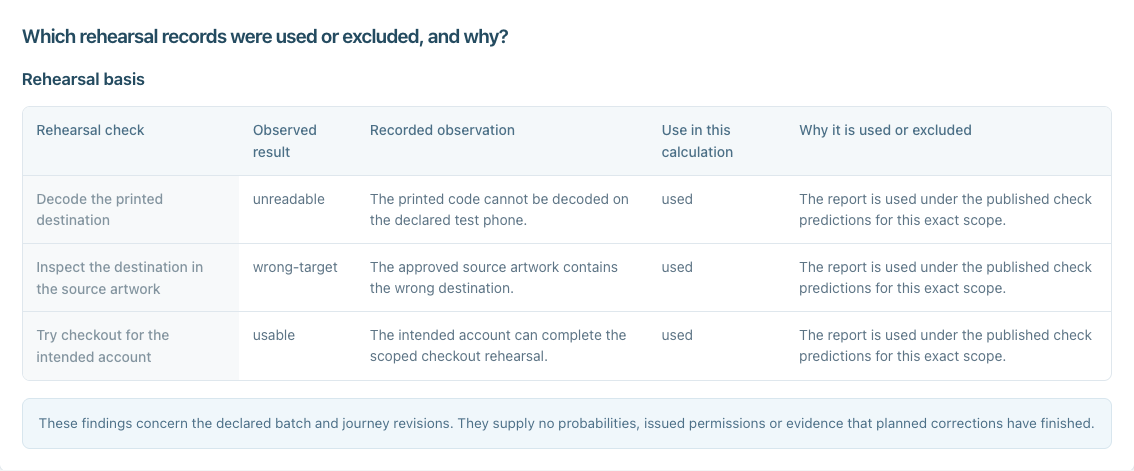 Which rehearsal records were used or excluded, and why?
Rehearsal basis
Rehearsal check
Observed
result
Recorded observation
Use in this
calculation
Why it is used or excluded
Decode the printed
destination
unreadable
The printed code cannot be decoded on
the declared test phone.
used
The report is used under the published check
predictions for this exact scope.
Inspect the destination in
the source artwork
wrong-target
The approved source artwork contains
the wrong destination.
used
The report is used under the published check
predictions for this exact scope.
Try checkout for the
intended account
usable
The intended account can complete the
scoped checkout rehearsal.
used
The report is used under the published check
predictions for this exact scope.
These findings concern the declared batch and journey revisions. They supply no probabilities, issued permissions or evidence that planned corrections have finished.